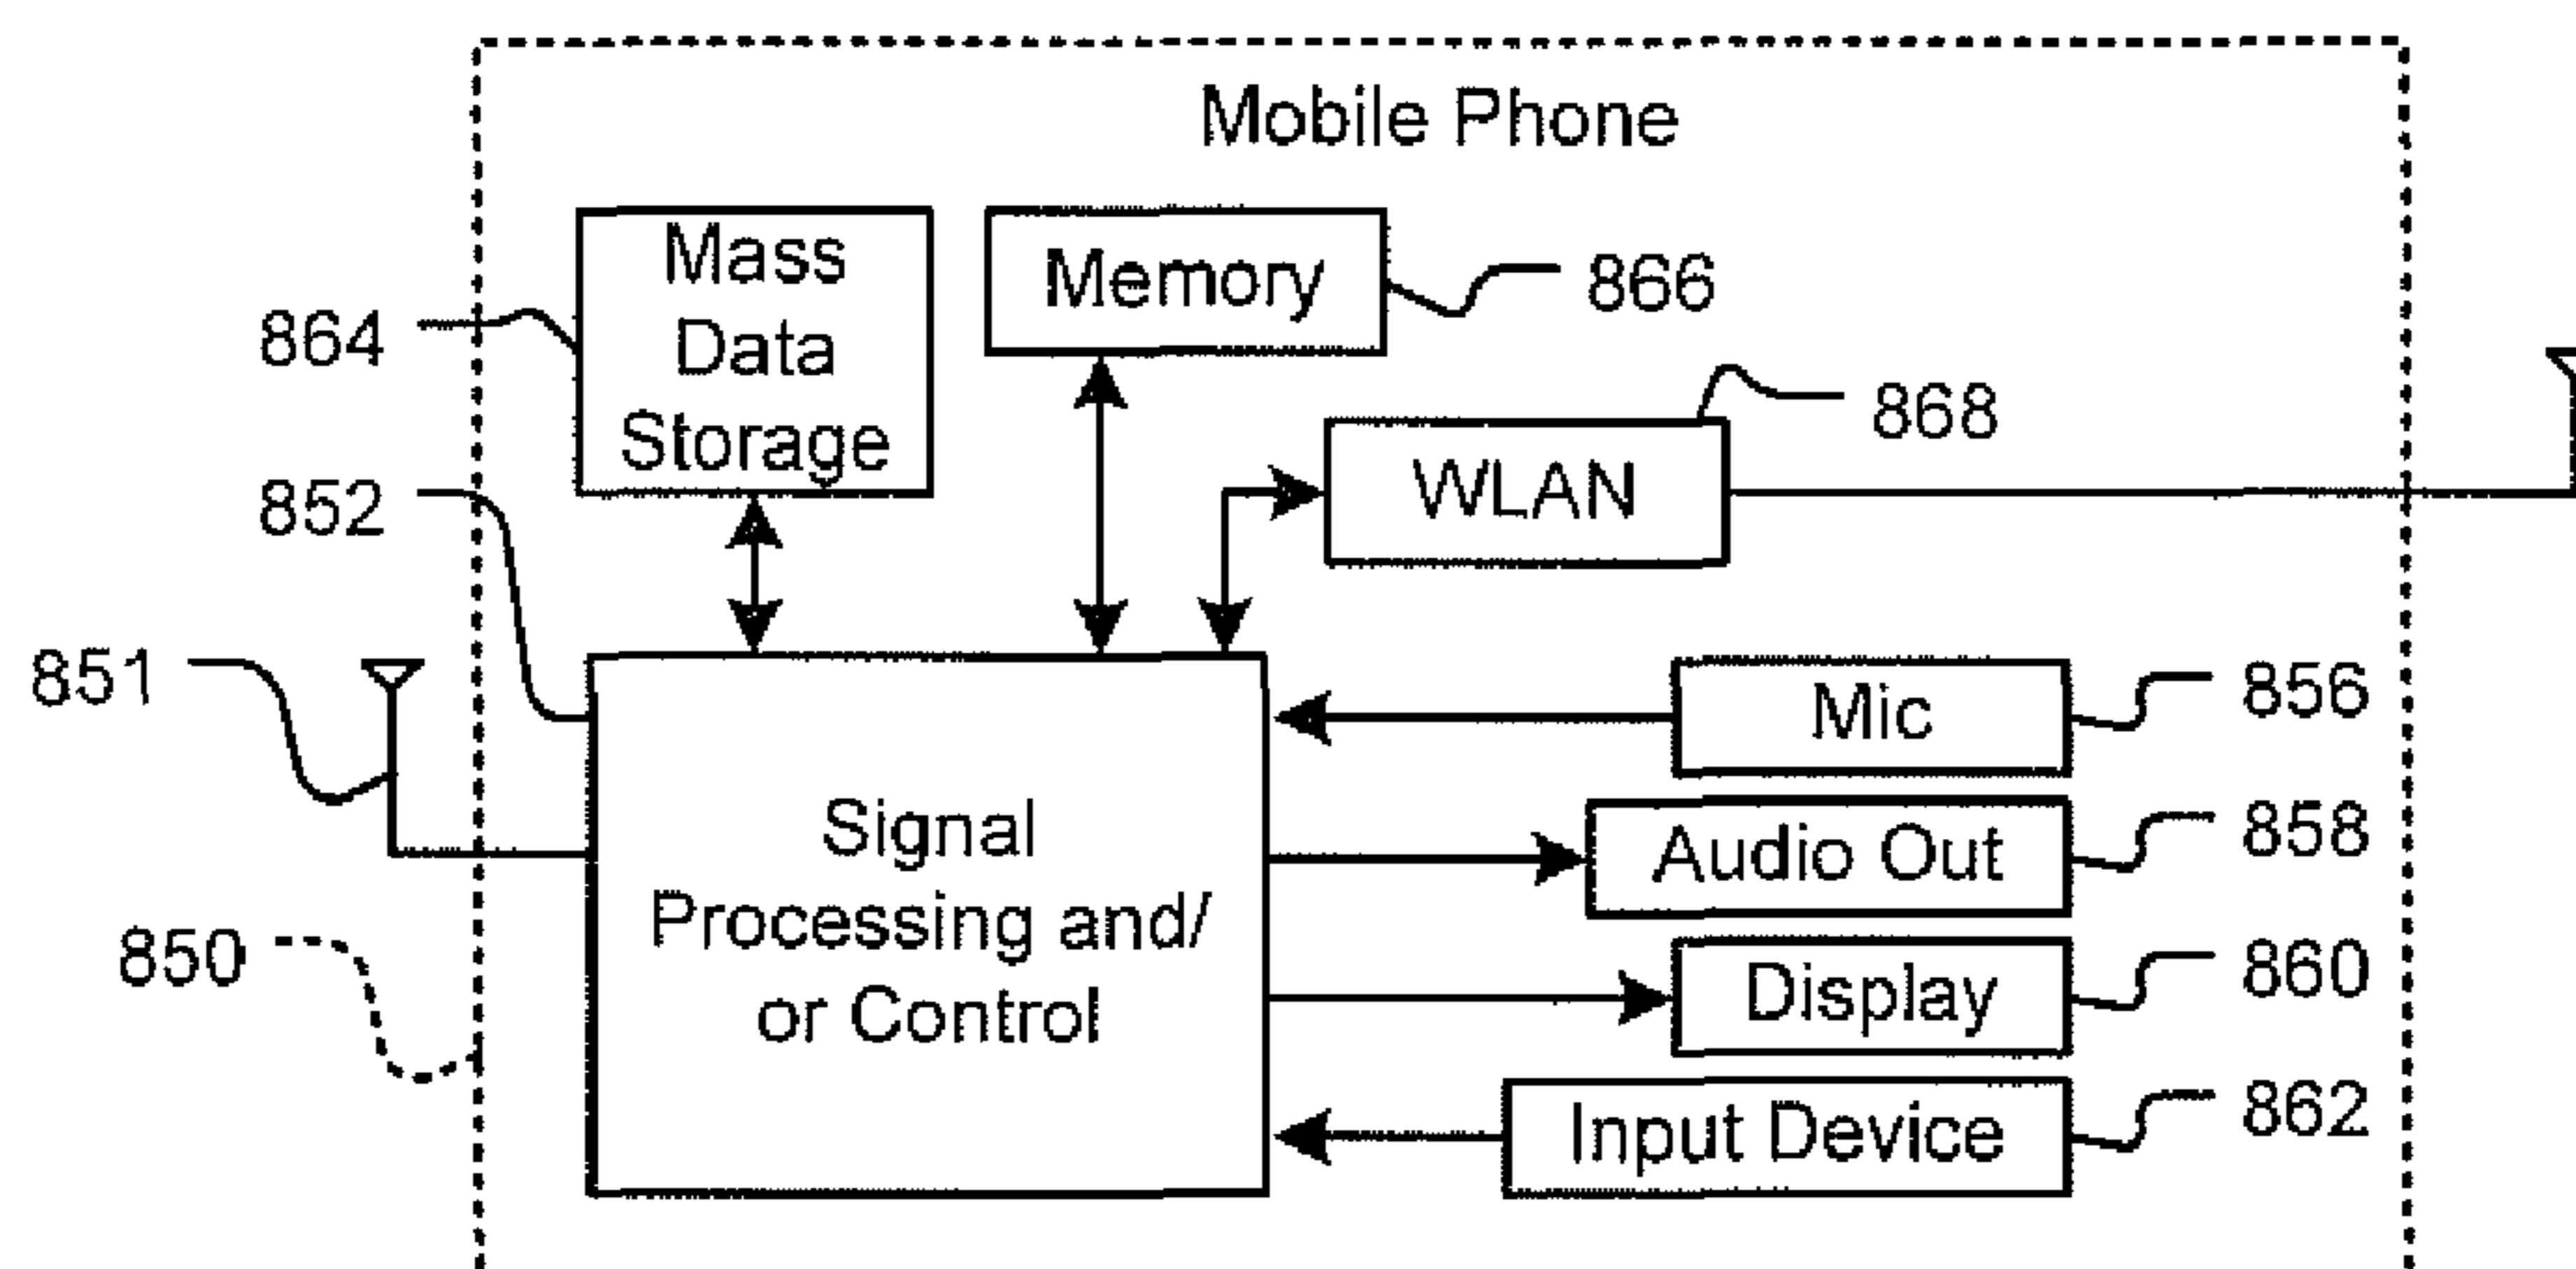 Mobile Phone
Mass
Data
Storage
Memory
866
864
868
WLAN
852
851
Mic
856
Signal
Processing and/
or Control
Audio Out
858
850
Display
860
Input Device
862